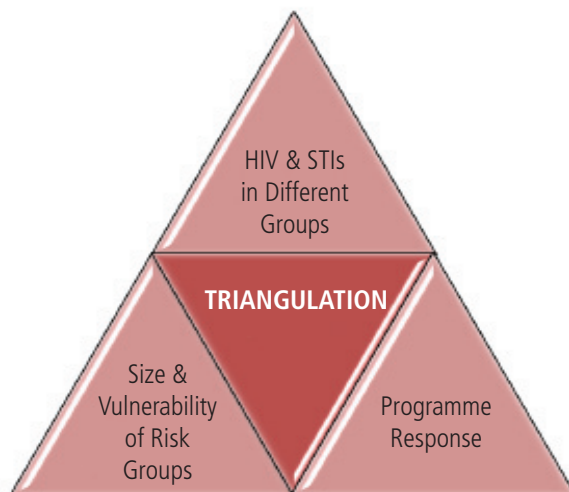 HIV & STIs
in Different
Groups
TRIANGULATION
Size &
Vulnerability
of Risk
Groups
Programme
Response